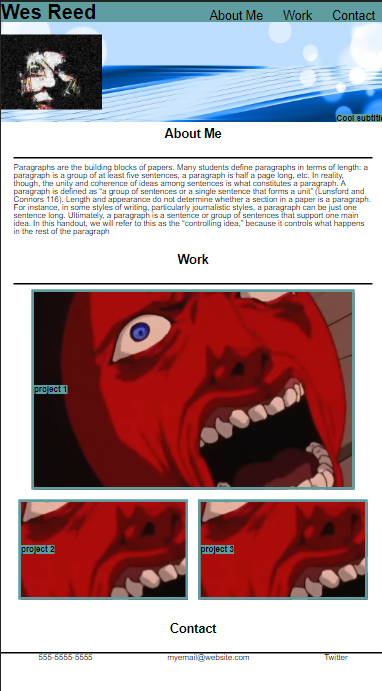 Wes Reed
About Me Work Contact
Cool subtitl
About Me
Paragraphs are the building blocks of papers. Many students define paragraphs in terms of length: a
paragraph is a group of at least five sentences, a paragraph is half a page long, etc. In reality,
though, the unity and coherence of ideas among sentences is what constitutes a paragraph. A
paragraph is defined as “a group of sentences or a single sentence that forms a unit” (Lunsford and
Connors 116). Length and appearance do not determine whether a section in a paper is a paragraph.
For instance, in some styles of writing, particularly journalistic styles, a paragraph can be just one
sentence long. Ultimately, a paragraph is a sentence or group of sentences that support one main
idea. In this handout, we will refer to this as the “controlling idea,” because it controls what happens
in the rest of the paragraph
Work
project 1
project 2
project 3
Contact
555-5555-5555 myemail@website.com Twitter